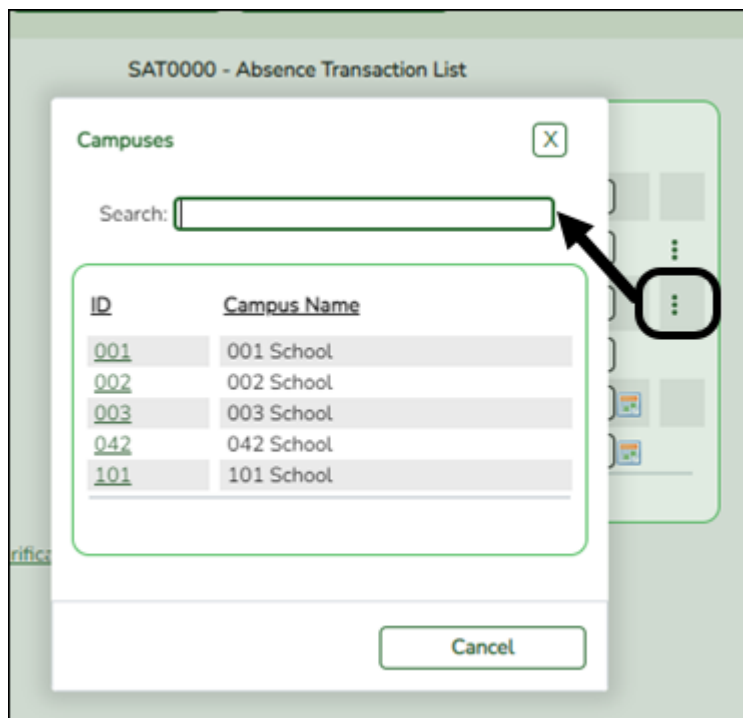 SAT0000 - Absence Transaction List
Campuses
X
Search:
ID Campus Name
001 001 School
002 002 School
003 003 School
042 042 School
101 101 School
Cancel